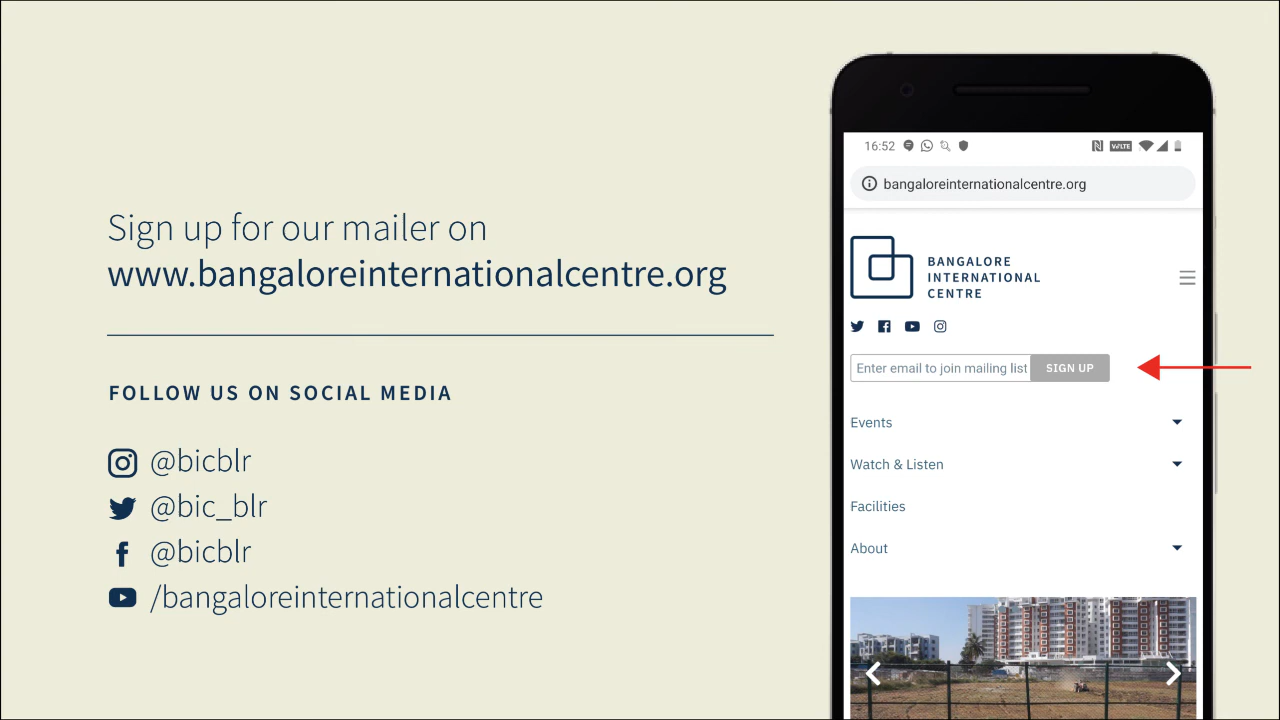 Sign up for our mailer on
www.bangaloreinternationalcentre.org
FOLLOW US ON SOCIAL MEDIA
@bicblr
@bic_blr
@bicblr
/bangaloreinternationalcentre
16:52
VoLTE
bangaloreinternationalcentre.org
BANGALORE
INTERNATIONAL
CENTRE
Enter email to join mailing list
SIGN UP
Events
Watch & Listen
Facilities
About